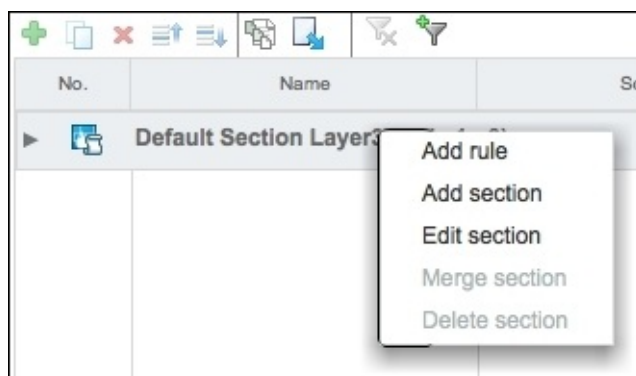 No.
Name
Default Section Layer3
Add rule
Add section
Edit section
Merge section
Delete section